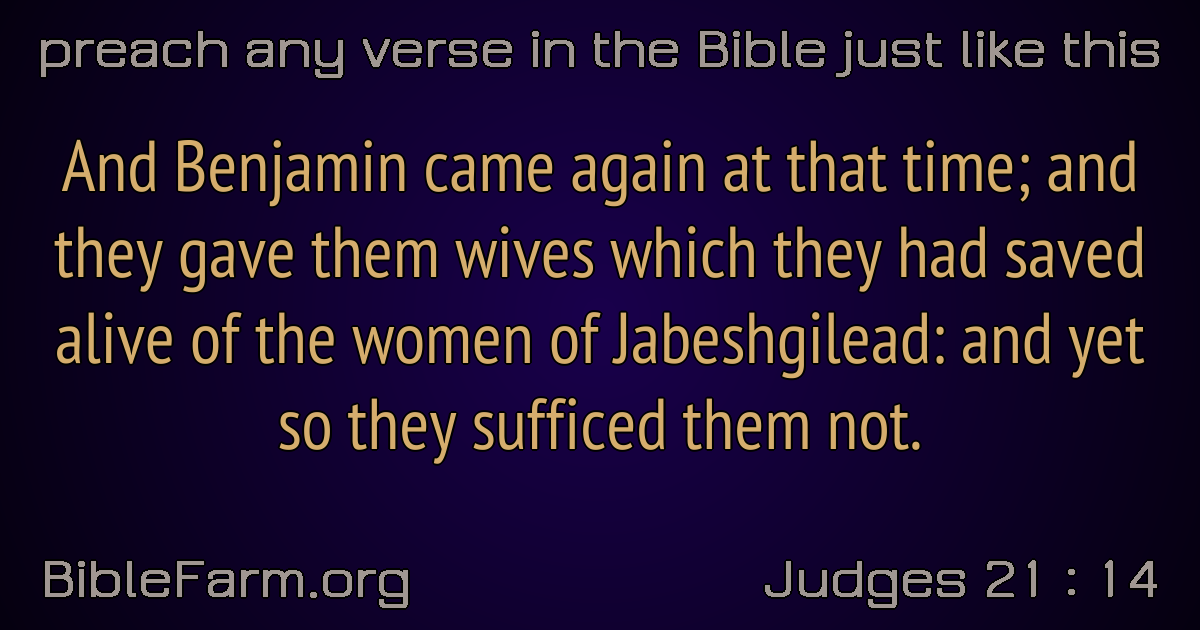 preach any verse in the Bible just like this
And Benjamin came again at that time; and
they gave them wives which they had saved
alive of the women of Jabeshgilead: and yet
so they sufficed them not.
BibleFarm.org
Judges 21 : 14